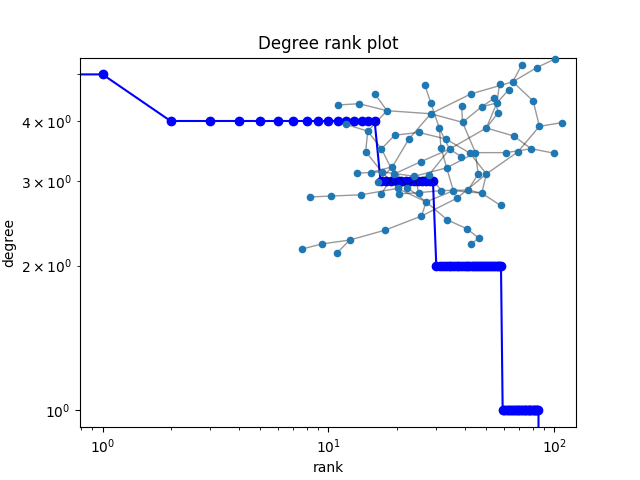 Degree rank plot
degree
4 × 10⁰
3 × 10⁰
2 × 10⁰
10⁰
10⁰
10¹
10²
rank